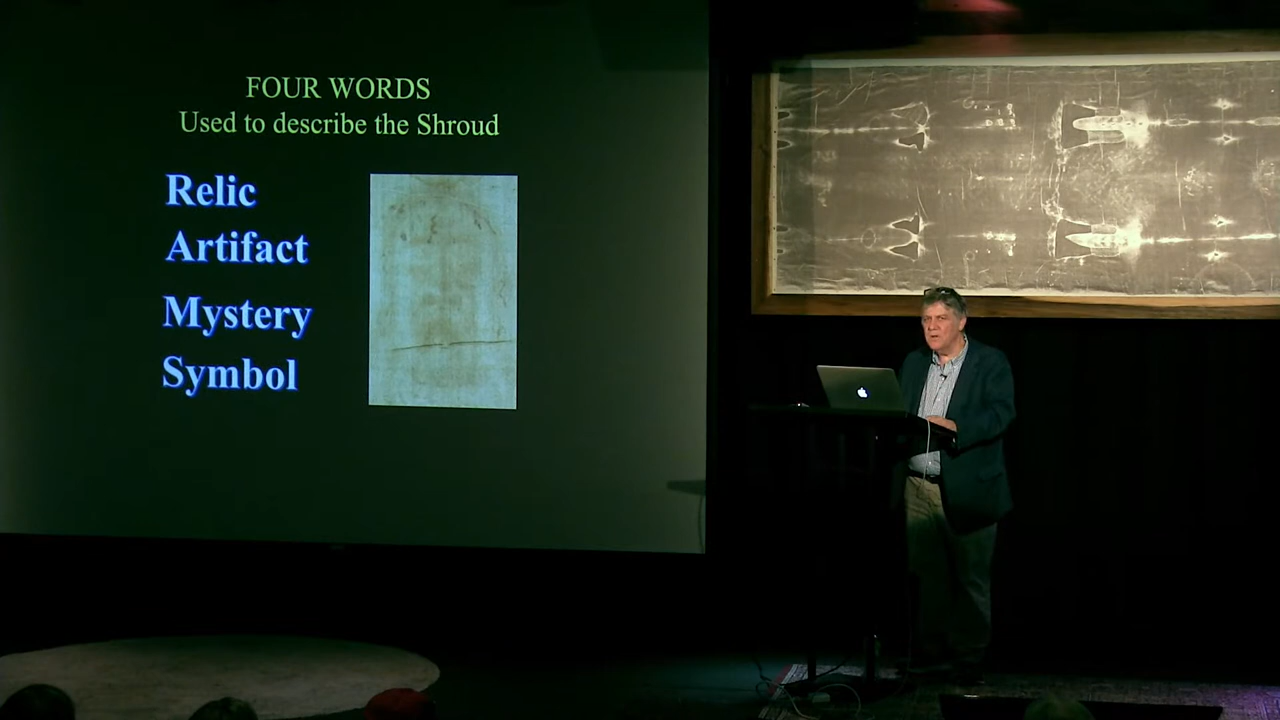 FOUR WORDS
Used to describe the Shroud
Relic
Artifact
Mystery
Symbol